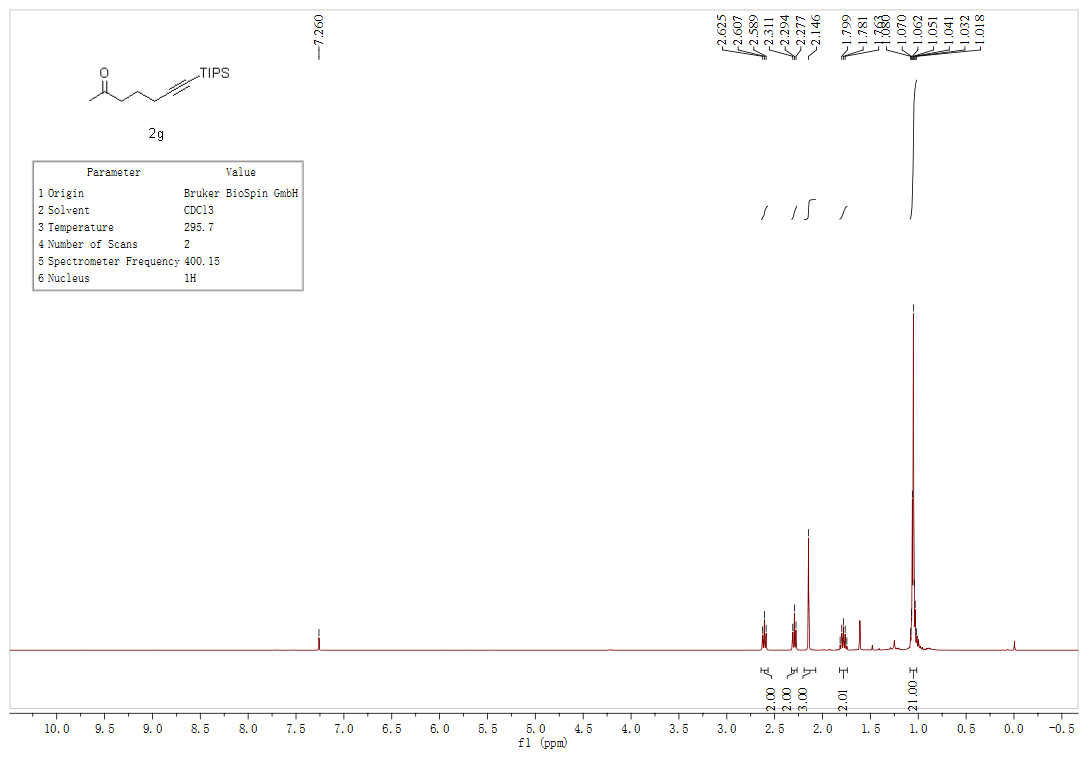 7.260
2.625
2.607
2.589
2.311
2.294
2.277
2.146
1.799
1.781
1.763
1.080
1.070
1.062
1.051
1.041
1.032
1.018
O
TIPS
2g
Parameter Value
1 Origin Bruker BioSpin GmbH
2 Solvent CDCl3
3 Temperature 295.7
4 Number of Scans 2
5 Spectrometer Frequency 400.15
6 Nucleus 1H
2.00
2.00
3.00
2.01
21.00
10.0 9.5 9.0 8.5 8.0 7.5 7.0 6.5 6.0 5.5 5.0 4.5 4.0 3.5 3.0 2.5 2.0 1.5 1.0 0.5 0.0 -0.5
f1 (ppm)